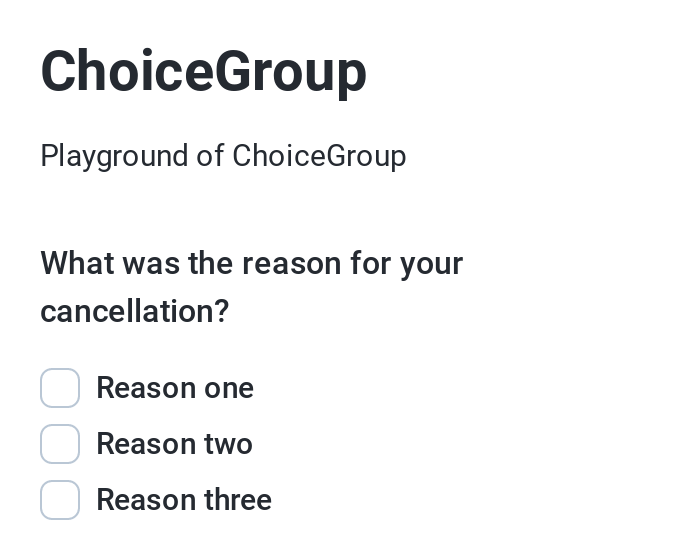 ChoiceGroup
Playground of ChoiceGroup
What was the reason for your
cancellation?
Reason one
Reason two
Reason three